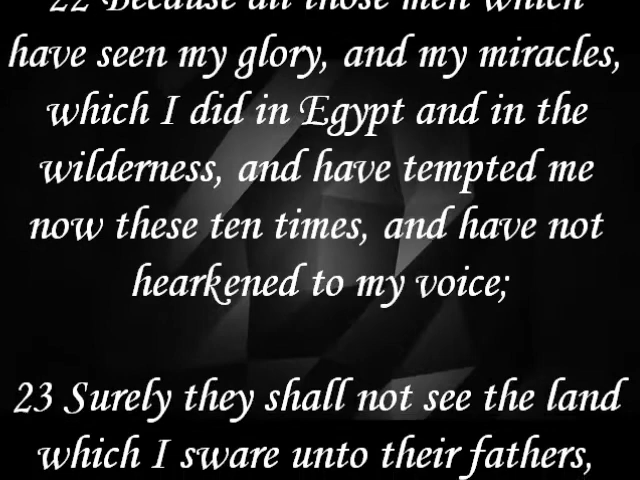 22 Because all those men which
have seen my glory, and my miracles,
which I did in Egypt and in the
wilderness, and have tempted me
now these ten times, and have not
hearkened to my voice;
23 Surely they shall not see the land
which I sware unto their fathers,